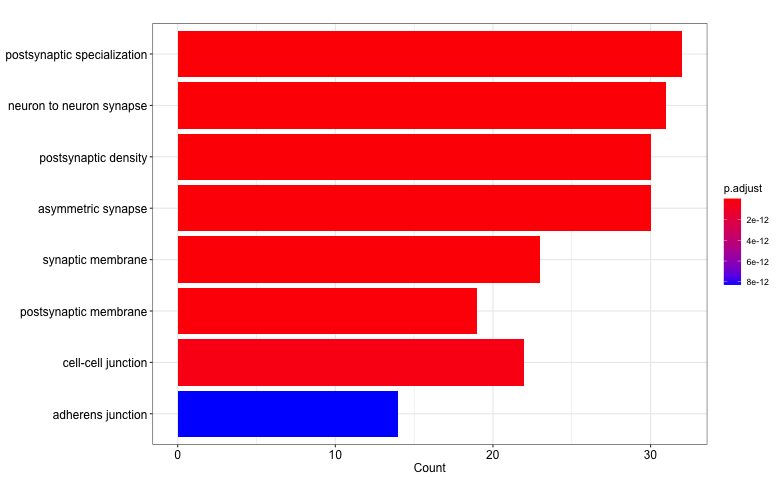 postsynaptic specialization
neuron to neuron synapse
postsynaptic density
asymmetric synapse
synaptic membrane
postsynaptic membrane
cell-cell junction
adherens junction
0 10 20 30
Count
p.adjust
2e-12
4e-12
6e-12
8e-12